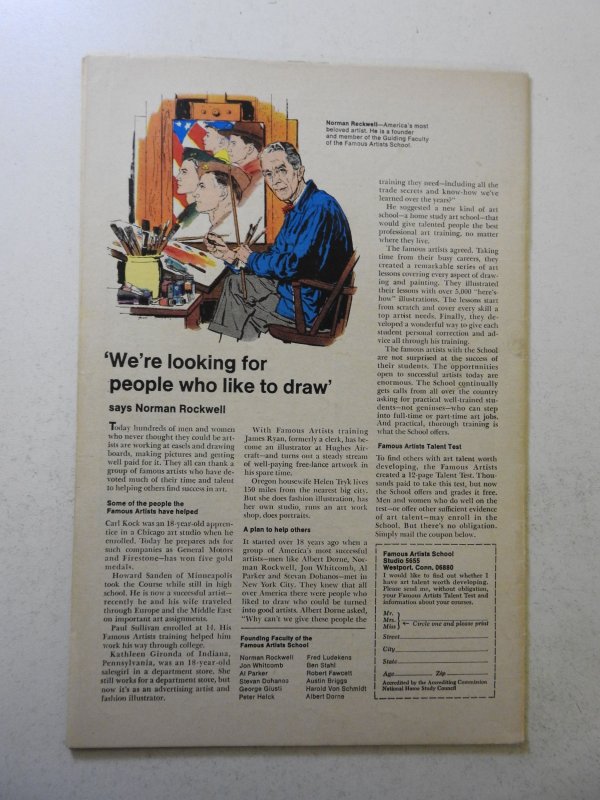 Norman Rockwell—America's most
beloved artist. He is a founder
and member of the Guiding Faculty
of the Famous Artists School.
'We're looking for
people who like to draw'
says Norman Rockwell
Today hundreds of men and women
who never thought they could be art-
ists are working at easels and drawing
boards, making pictures and getting
well paid for it. They all can thank a
group of famous artists who have de-
voted much of their time and talent
to helping others find success in art.
Some of the people the
Famous Artists have helped
Carl Kock was an 18-year-old appren-
tice in a Chicago art studio when he
enrolled. Today he prepares ads for
such companies as General Motors
and Firestone—has won five gold
medals.
Howard Sanden of Minneapolis
took the Course while still in high
school. He is now a successful artist—
recently he and his wife traveled
through Europe and the Middle East
on important art assignments.
Paul Sullivan enrolled at 14. His
Famous Artists training helped him
work his way through college.
Kathleen Gironda of Indiana,
Pennsylvania, was an 18-year-old
salesgirl in a department store. She
still works for a department store, but
now it's as an advertising artist and
fashion illustrator.
With Famous Artists training
James Ryan, formerly a clerk, has be-
come an illustrator at Hughes Air-
craft—and turns out a steady stream
of well-paying free-lance artwork in
his spare time.
Oregon housewife Helen Tryk lives
150 miles from the nearest big city.
But she does fashion illustration, has
her own studio, runs an art work
shop, does portraits.
A plan to help others
It started over 18 years ago when a
group of America's most successful
artists—men like Albert Dorne, Nor-
man Rockwell, Jon Whitcomb, Al
Parker and Stevan Dohanos—met in
New York City. They knew that all
over America there were people who
liked to draw who could be turned
into good artists. Albert Dorne asked,
"Why can't we give these people the
Founding Faculty of the
Famous Artists School
Norman Rockwell
Jon Whitcomb
Al Parker
Stevan Dohanos
George Giusti
Peter Helck
Fred Ludekens
Ben Stahl
Robert Fawcett
Austin Briggs
Harold Von Schmidt
Albert Dorne
training they need—including all the
trade secrets and know-how we've
learned over the years?"
He suggested a new kind of art
school—a home study art school—that
would give talented people the best
professional art training, no matter
where they live.
The famous artists agreed. Taking
time from their busy careers, they
created a remarkable series of art
lessons covering every aspect of draw-
ing and painting. They illustrated
their lessons with over 5,000 "here's
how" illustrations. The lessons start
from scratch and cover every skill a
top artist needs. Finally, they de-
veloped a wonderful way to give each
student personal correction and ad-
vice all through his training.
The famous artists with the School
are not surprised at the success of
their students. The opportunities
open to successful artists today are
enormous. The School continually
gets calls from all over the country
asking for practical well-trained stu-
dents—not geniuses—who can step
into full-time or part-time art jobs.
And practical, thorough training is
what the School offers.
Famous Artists Talent Test
To find others with art talent worth
developing, the Famous Artists
created a 12-page Talent Test. Thou-
sands paid to take this test, but now
the School offers and grades it free.
Men and women who do well on the
test—or offer other sufficient evidence
of art talent—may enroll in the
School. But there's no obligation.
Simply mail the coupon below.
Famous Artists School
Studio 5655
Westport, Conn. 06880
I would like to find out whether I
have art talent worth developing.
Please send me, without obligation,
your Famous Artists Talent Test and
information about your courses.
Mr.
Mrs. Circle one and please print
Miss
Street
City
State
Age Zip
Accredited by the Accrediting Commission
National Home Study Council